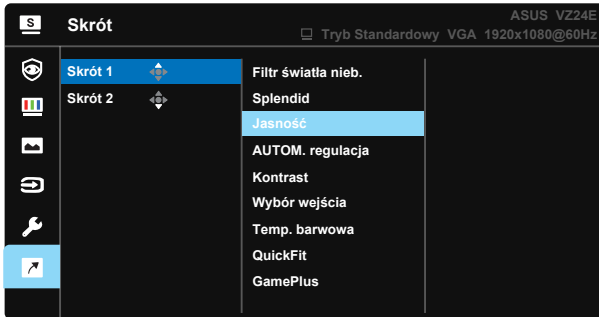 S Skrót
ASUS VZ24E
Tryb Standardowy VGA 1920x1080@60Hz
Skrót 1
Skrót 2
Filtr światła nieb.
Splendid
Jasność
AUTOM. regulacja
Kontrast
Wybór wejścia
Temp. barwowa
QuickFit
GamePlus